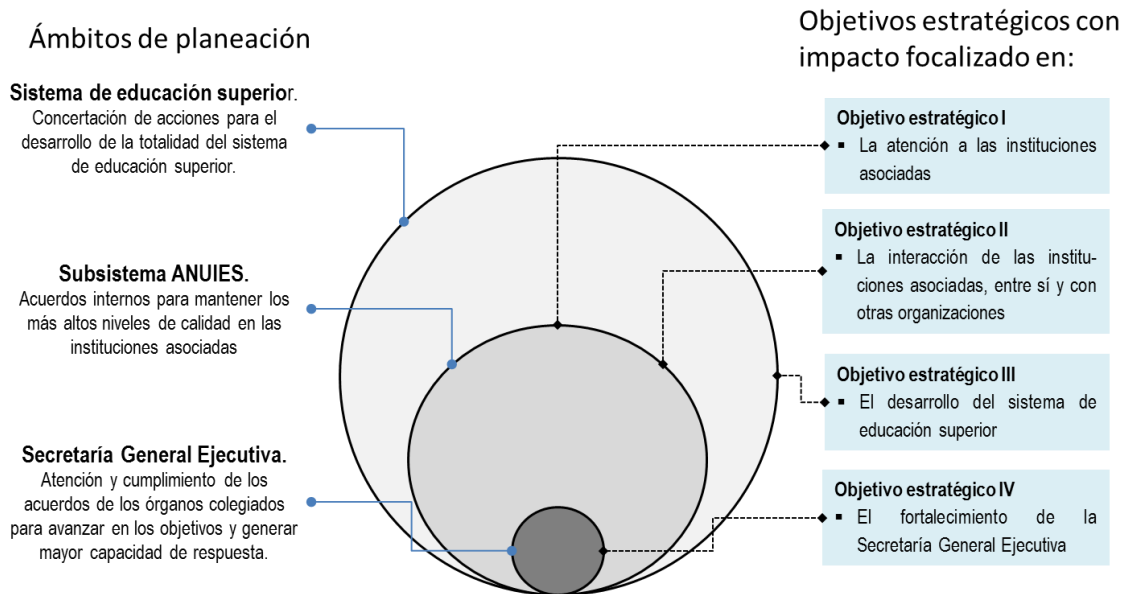 Ámbitos de planeación
Sistema de educación superior.
Concertación de acciones para el
desarrollo de la totalidad del sistema
de educación superior.
Subsistema ANUIES.
Acuerdos internos para mantener los
más altos niveles de calidad en las
instituciones asociadas
Secretaría General Ejecutiva.
Atención y cumplimiento de los
acuerdos de los órganos colegiados
para avanzar en los objetivos y generar
mayor capacidad de respuesta.
Objetivos estratégicos con
impacto focalizado en:
Objetivo estratégico I
▪ La atención a las instituciones
asociadas
Objetivo estratégico II
▪ La interacción de las institu-
ciones asociadas, entre sí y con
otras organizaciones
Objetivo estratégico III
▪ El desarrollo del sistema de
educación superior
Objetivo estratégico IV
▪ El fortalecimiento de la
Secretaría General Ejecutiva